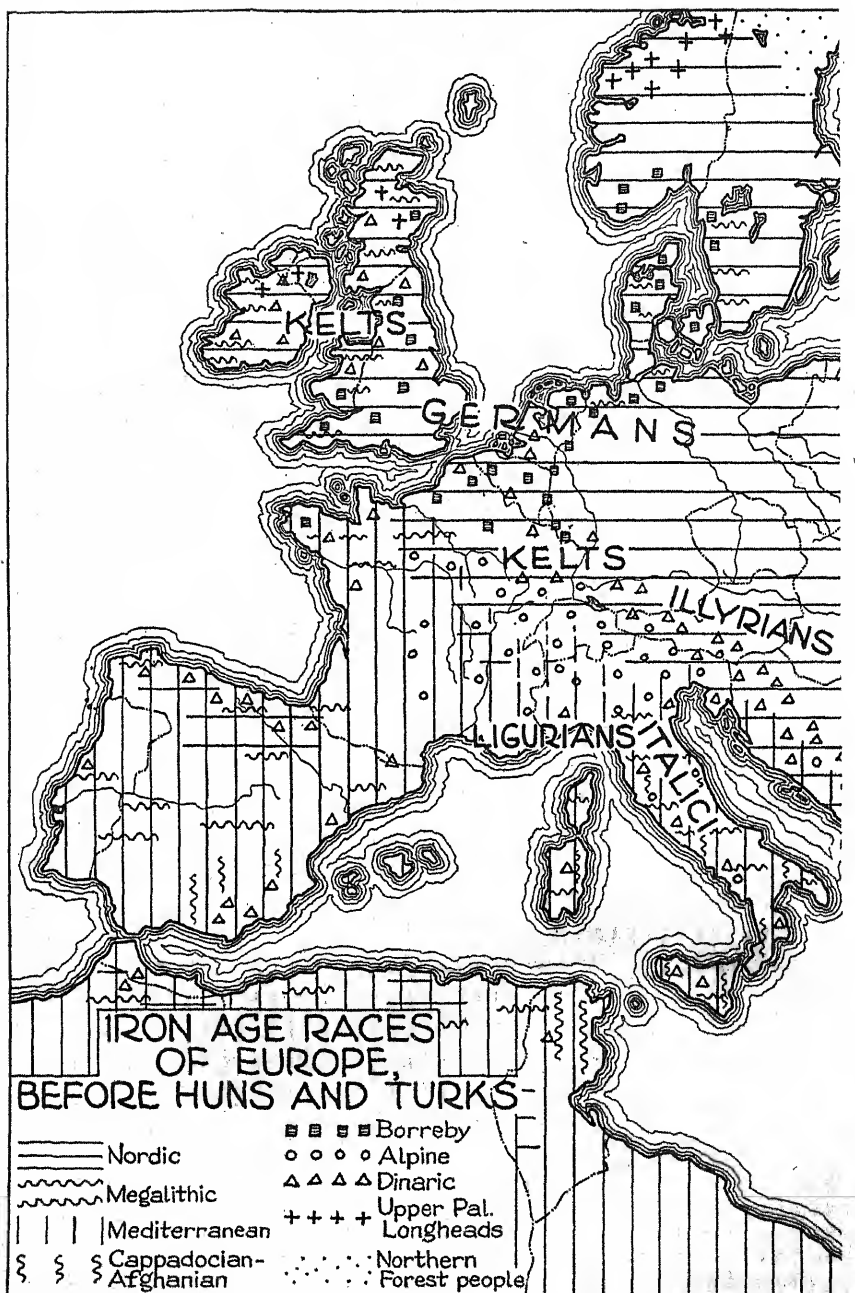 KELTS
GERMANS
KELTS
ILLYRIANS
LIGURIANS
ITALICI
IRON AGE RACES
OF EUROPE,
BEFORE HUNS AND TURKS
Nordic
Megalithic
Mediterranean
Cappadocian-
Afghanian
Borreby
Alpine
Dinaric
Upper Pal.
Longheads
Northern
Forest people